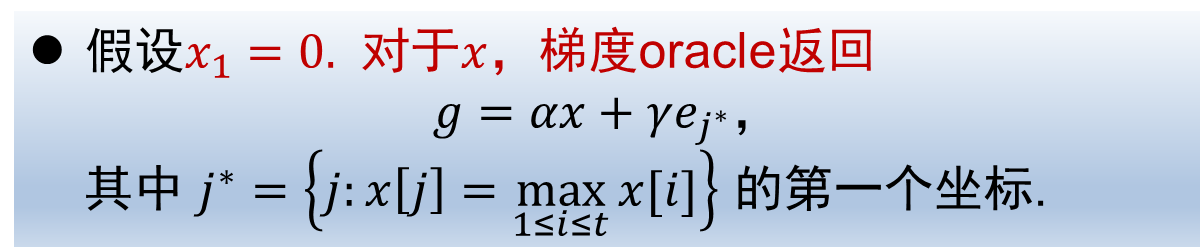 ● 假设x₁ = 0. 对于x，梯度oracle返回
g = αx + γe_{j*}，
其中 j* = {j: x[j] = max_{1≤i≤t} x[i]} 的第一个坐标.